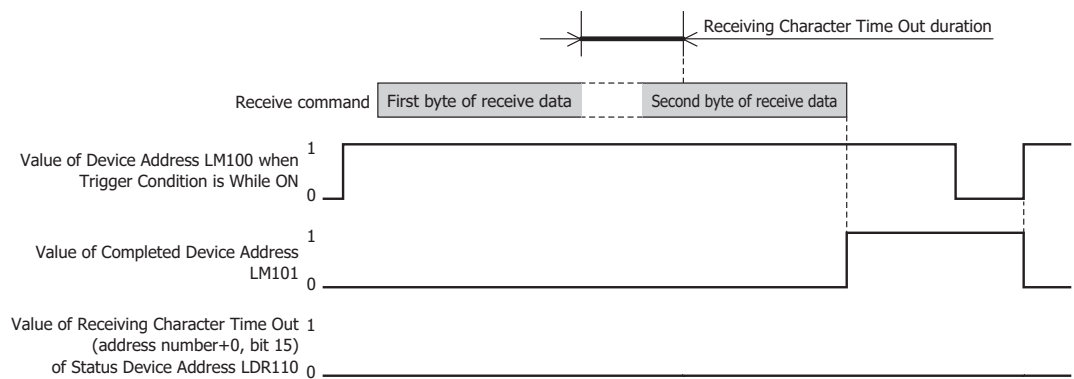 Receiving Character Time Out duration
Receive command
First byte of receive data
Second byte of receive data
Value of Device Address LM100 when
Trigger Condition is While ON
1
0
Value of Completed Device Address
LM101
1
0
Value of Receiving Character Time Out
(address number+0, bit 15)
of Status Device Address LDR110
1
0